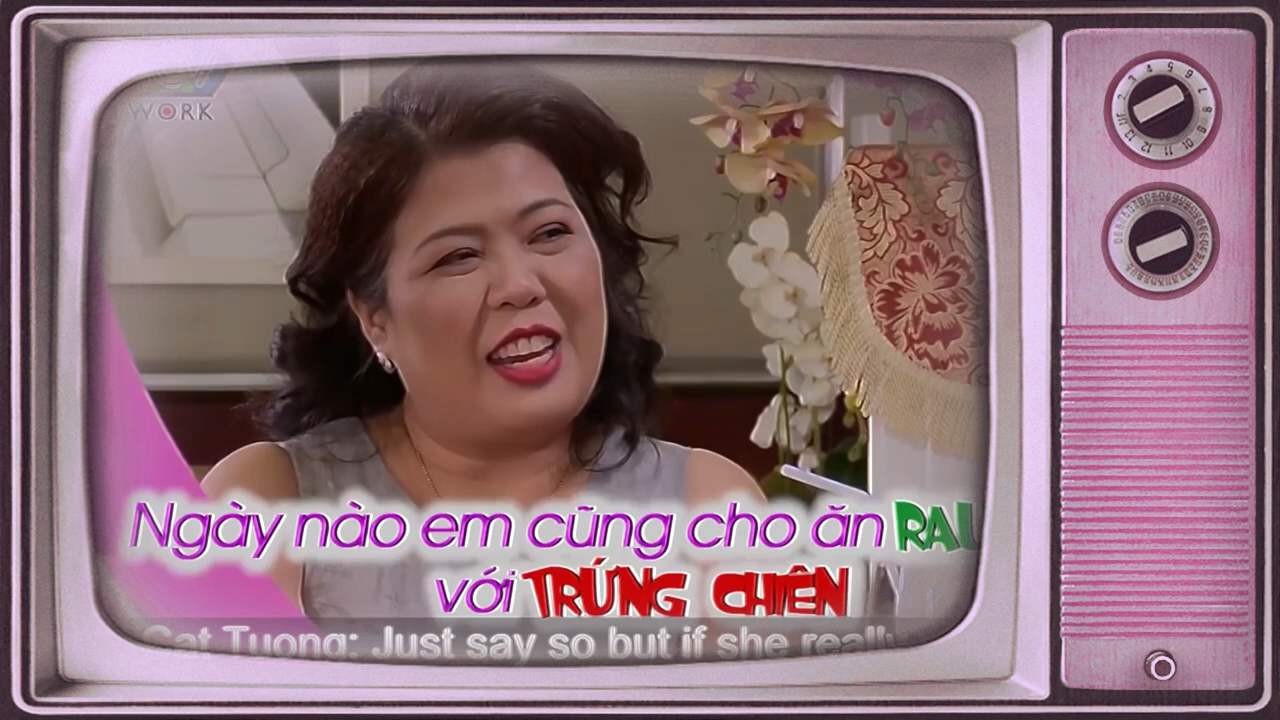 WORK
Ngày nào em cũng cho ăn RAU
với TRỨNG CHIÊN
Cat Tuong: Just say so but if she really